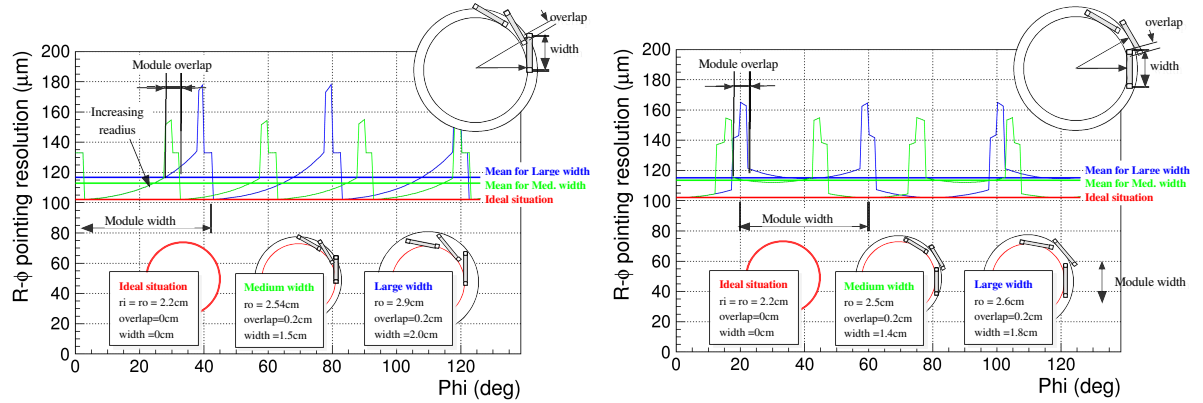 overlap
width
Module overlap
Increasing
readius
R-ϕ pointing resolution (μm)
200
180
160
140
120
100
80
60
40
20
0
Mean for Large width
Mean for Med. width
Ideal situation
Module width
Ideal situation
ri = ro = 2.2cm
overlap=0cm
width =0cm
Medium width
ro = 2.54cm
overlap=0.2cm
width =1.5cm
Large width
ro = 2.9cm
overlap=0.2cm
width =2.0cm
0 20 40 60 80 100 120
Phi (deg)
overlap
width
Module overlap
R-ϕ pointing resolution (μm)
200
180
160
140
120
100
80
60
40
20
0
Mean for Large width
Mean for Med. width
Ideal situation
Module width
Module width
Ideal situation
ri = ro = 2.2cm
overlap=0cm
width =0cm
Medium width
ro = 2.5cm
overlap=0.2cm
width =1.4cm
Large width
ro = 2.6cm
overlap=0.2cm
width =1.8cm
0 20 40 60 80 100 120
Phi (deg)